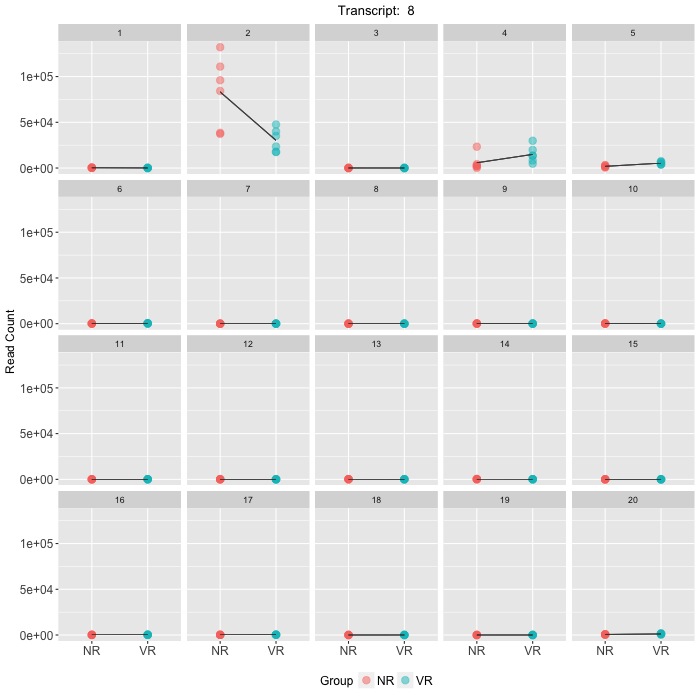 Transcript: 8
1 2 3 4 5
1e+05
5e+04
0e+00
6 7 8 9 10
1e+05
5e+04
0e+00
Read Count
11 12 13 14 15
1e+05
5e+04
0e+00
16 17 18 19 20
1e+05
5e+04
0e+00
NR VR NR VR NR VR NR VR NR VR
Group NR VR